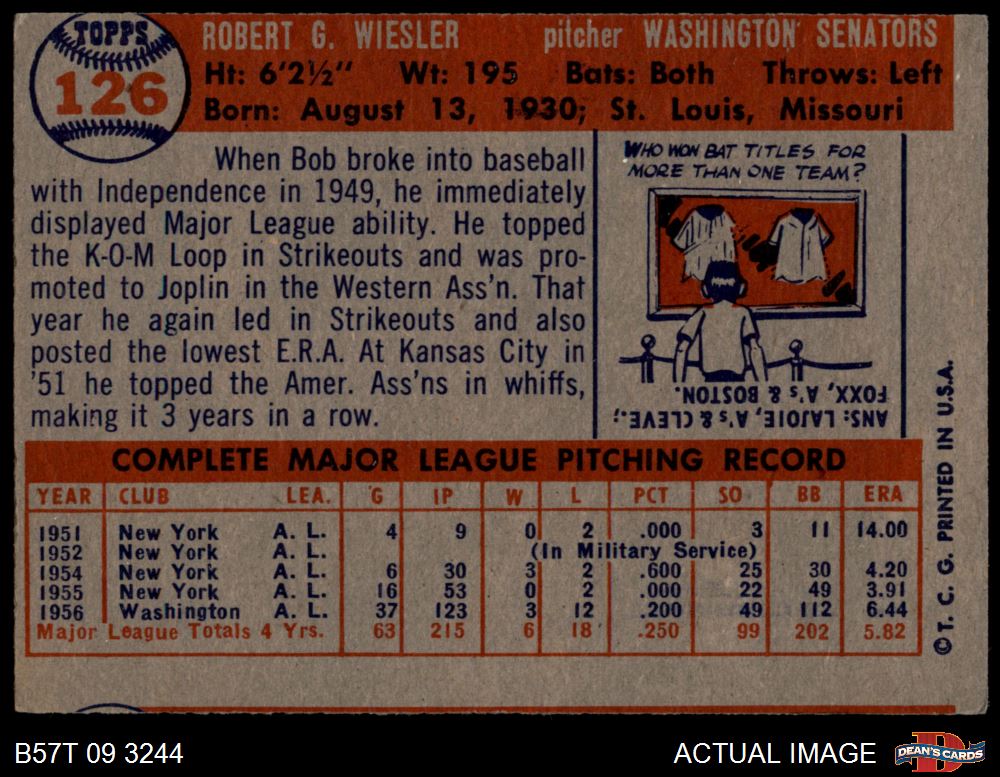 TOPPS
126
ROBERT G. WIESLER pitcher WASHINGTON SENATORS
Ht: 6'2½" Wt: 195 Bats: Both Throws: Left
Born: August 13, 1930; St. Louis, Missouri
When Bob broke into baseball
with Independence in 1949, he immediately
displayed Major League ability. He topped
the K-O-M Loop in Strikeouts and was pro-
moted to Joplin in the Western Ass'n. That
year he again led in Strikeouts and also
posted the lowest E.R.A. At Kansas City in
'51 he topped the Amer. Ass'ns in whiffs,
making it 3 years in a row.
WHO WON BAT TITLES FOR
MORE THAN ONE TEAM?
ANS: LAJOIE, A's & CLEVE.;
FOXX, A's & BOSTON.
COMPLETE MAJOR LEAGUE PITCHING RECORD
YEAR CLUB LEA. G IP W L PCT SO BB ERA
1951 New York A. L. 4 9 0 2 .000 3 11 14.00
1952 New York A. L. (In Military Service)
1954 New York A. L. 6 30 3 2 .600 25 30 4.20
1955 New York A. L. 16 53 0 2 .000 22 49 3.91
1956 Washington A. L. 37 123 3 12 .200 49 112 6.44
Major League Totals 4 Yrs. 63 215 6 18 .250 99 202 5.82
©T. C. G. PRINTED IN U.S.A.
B57T 09 3244
ACTUAL IMAGE
DEAN'S CARDS